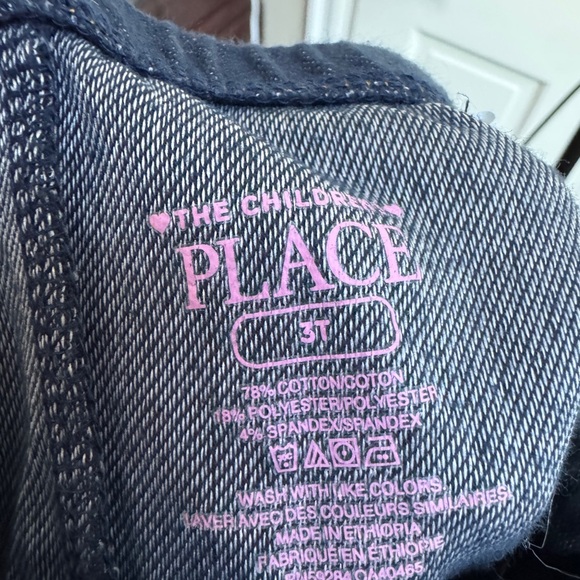 THE CHILDREN'S
PLACE
3T
78% COTTON/COTON
18% POLYESTER/POLYESTER
4% SPANDEX/SPANDEX
WASH WITH LIKE COLORS.
LAVER AVEC DES COULEURS SIMILAIRES.
MADE IN ETHIOPIA
FABRIQUÉ EN ÉTHIOPIE